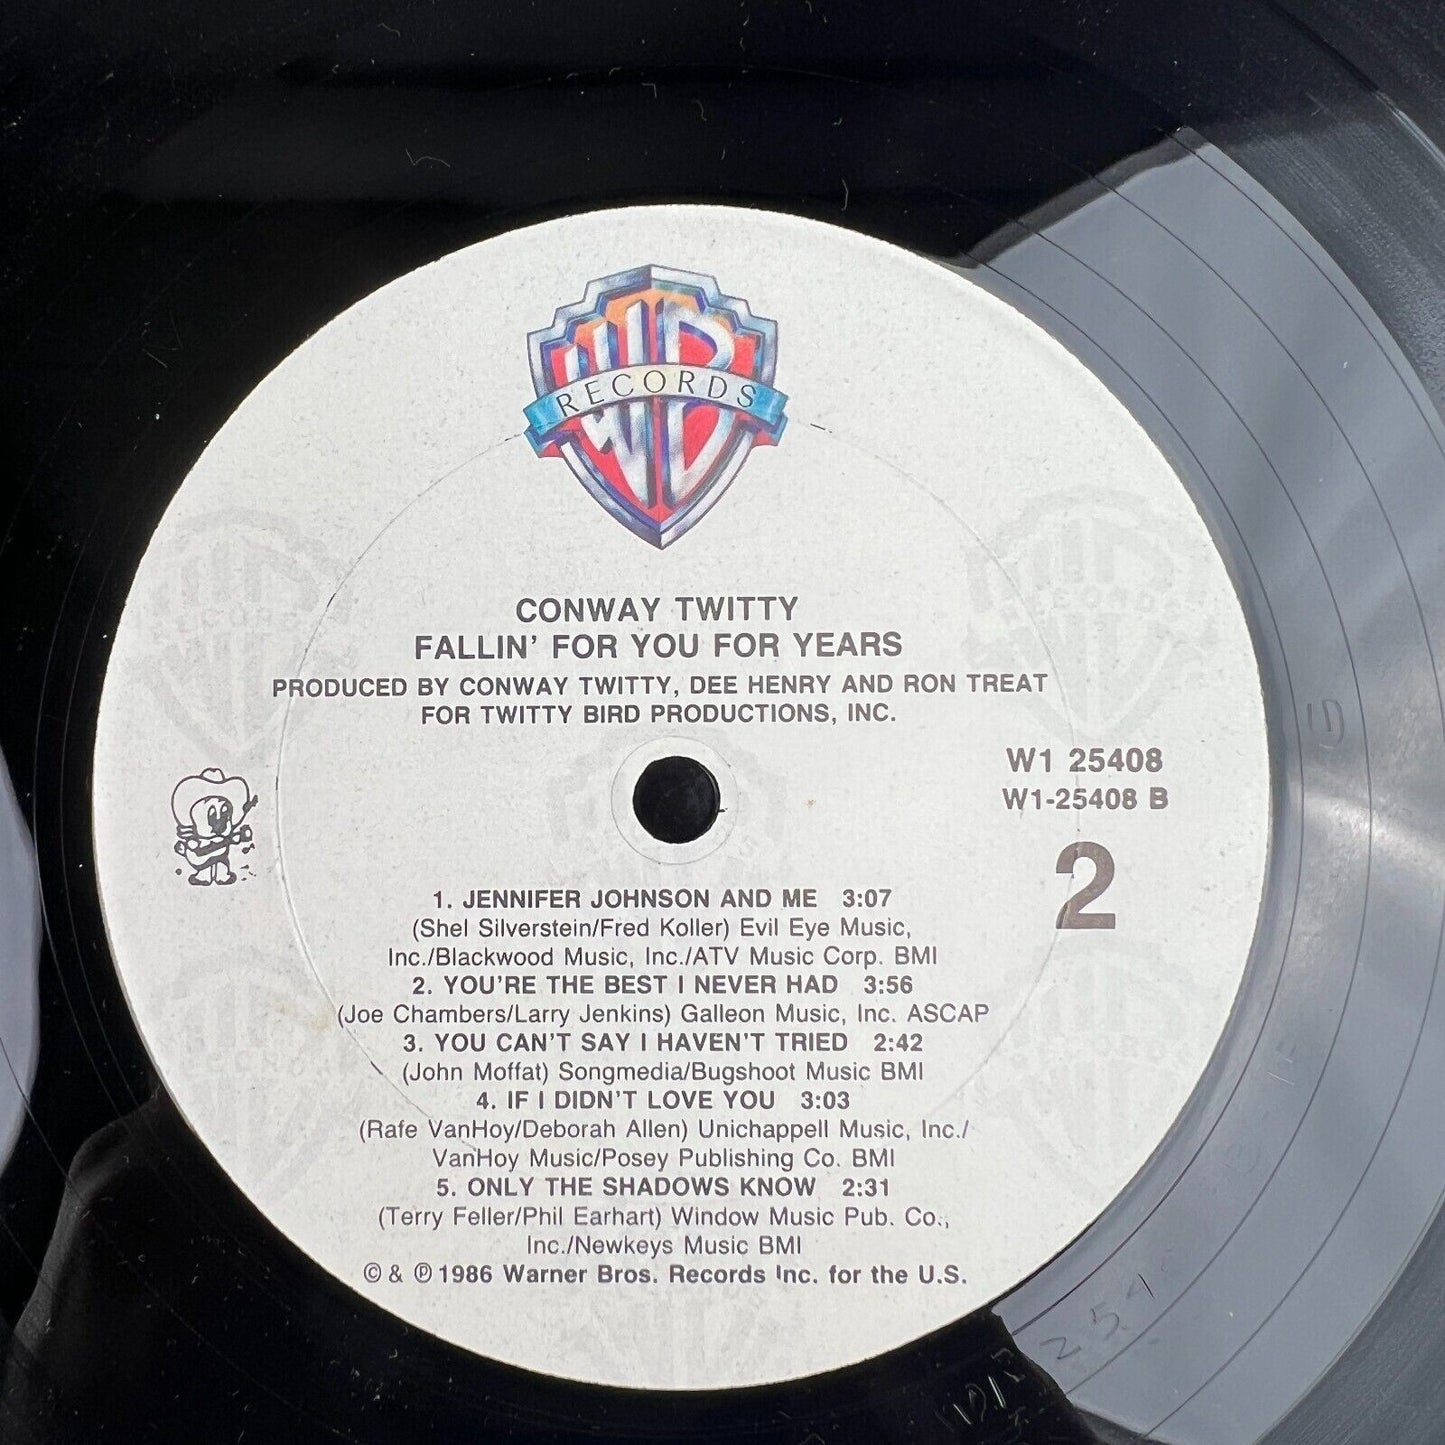 RECORDS
CONWAY TWITTY
FALLIN' FOR YOU FOR YEARS
PRODUCED BY CONWAY TWITTY, DEE HENRY AND RON TREAT
FOR TWITTY BIRD PRODUCTIONS, INC.
W1 25408
W1-25408 B
2
1. JENNIFER JOHNSON AND ME 3:07
(Shel Silverstein/Fred Koller) Evil Eye Music,
Inc./Blackwood Music, Inc./ATV Music Corp. BMI
2. YOU'RE THE BEST I NEVER HAD 3:56
(Joe Chambers/Larry Jenkins) Galleon Music, Inc. ASCAP
3. YOU CAN'T SAY I HAVEN'T TRIED 2:42
(John Moffat) Songmedia/Bugshoot Music BMI
4. IF I DIDN'T LOVE YOU 3:03
(Rafe VanHoy/Deborah Allen) Unichappell Music, Inc./
VanHoy Music/Posey Publishing Co. BMI
5. ONLY THE SHADOWS KNOW 2:31
(Terry Feller/Phil Earhart) Window Music Pub. Co.,
Inc./Newkeys Music BMI
© & ℗ 1986 Warner Bros. Records Inc. for the U.S.